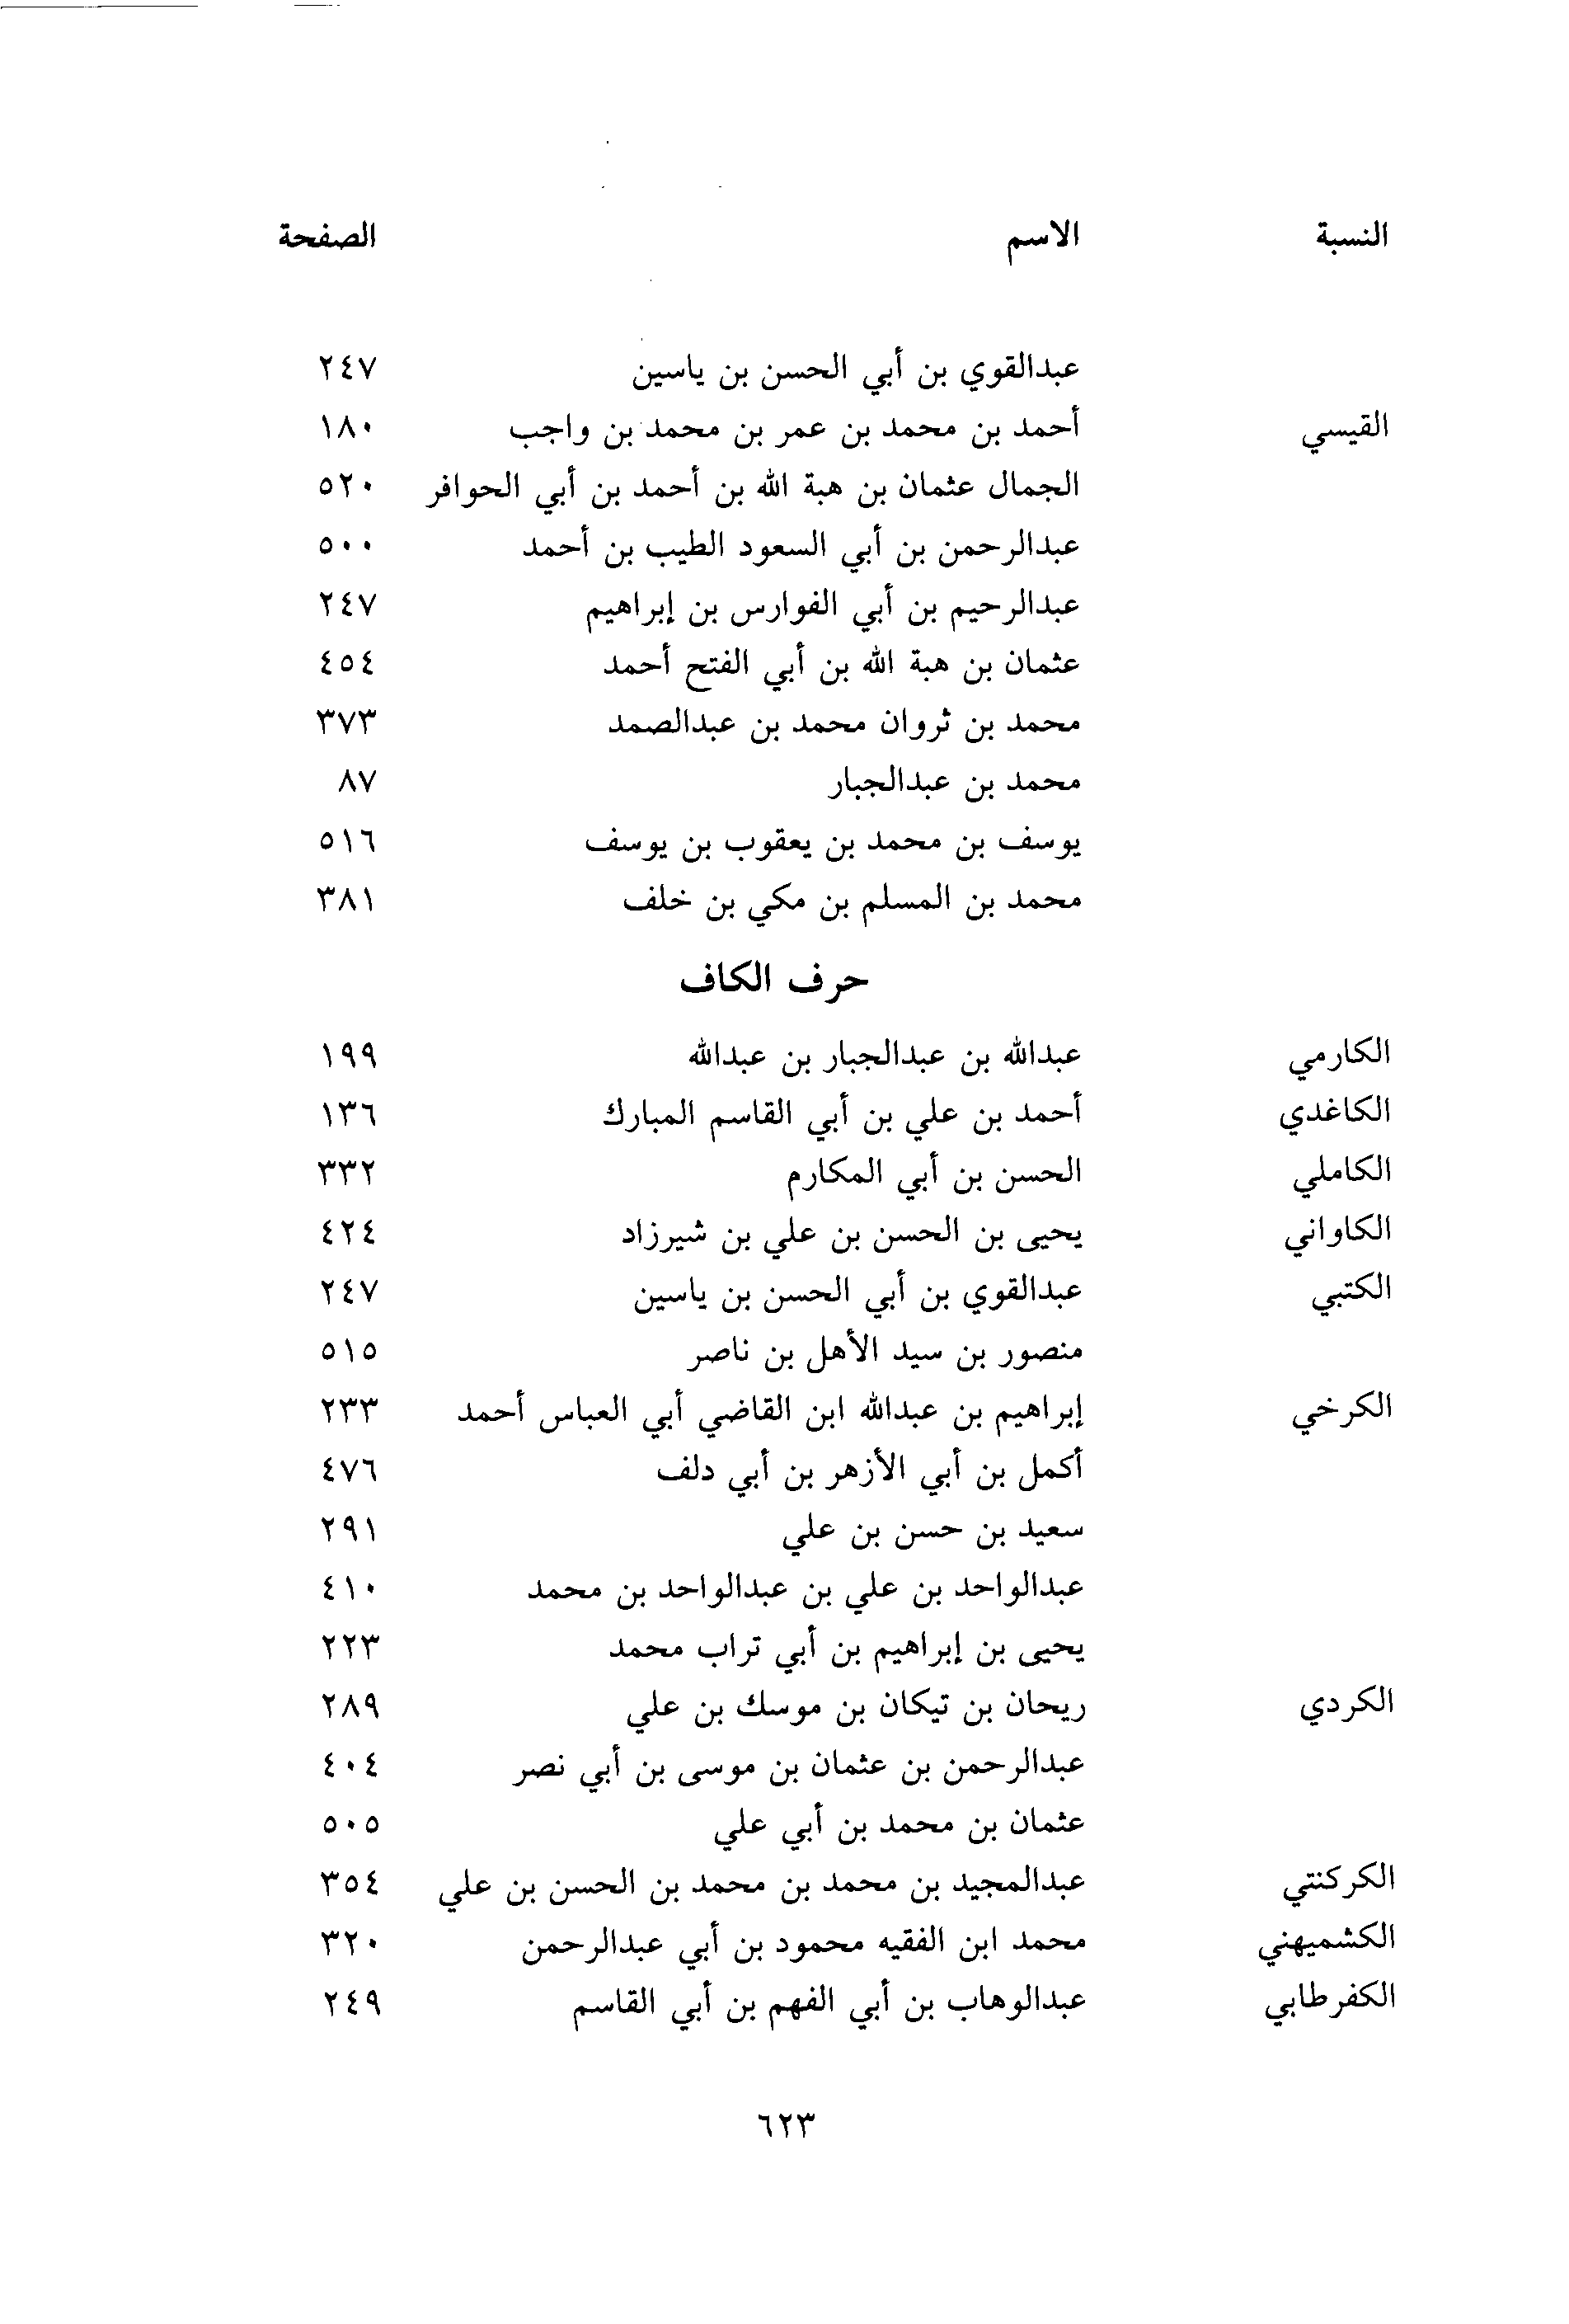 النسبة الاسم الصفحة
عبدالقوي بن أبي الحسن بن ياسين ٢٤٧
القيسي أحمد بن محمد بن عمر بن محمد بن واجب ١٨٠
الجمال عثمان بن هبة الله بن أحمد بن أبي الحوافر ٥٢٠
عبدالرحمن بن أبي السعود الطيب بن أحمد ٥٠٠
عبدالرحيم بن أبي الفوارس بن إبراهيم ٢٤٧
عثمان بن هبة الله بن أبي الفتح أحمد ٤٥٤
محمد بن ثروان محمد بن عبدالصمد ٣٧٣
محمد بن عبدالجبار ٨٧
يوسف بن محمد بن يعقوب بن يوسف ٥١٦
محمد بن المسلم بن مكي بن خلف ٣٨١
حرف الكاف
الكارمي عبدالله بن عبدالجبار بن عبدالله ١٩٩
الكاغدي أحمد بن علي بن أبي القاسم المبارك ١٣٦
الكاملي الحسن بن أبي المكارم ٣٣٢
الكاواني يحيى بن الحسن بن علي بن شيرزاد ٤٢٤
الكتبي عبدالقوي بن أبي الحسن بن ياسين ٢٤٧
منصور بن سيد الأهل بن ناصر ٥١٥
الكرخي إبراهيم بن عبدالله ابن القاضي أبي العباس أحمد ٢٣٣
أكمل بن أبي الأزهر بن أبي دلف ٤٧٦
سعيد بن حسن بن علي ٢٩١
عبدالواحد بن علي بن عبدالواحد بن محمد ٤١٠
يحيى بن إبراهيم بن أبي تراب محمد ٢٢٣
الكردي ريحان بن تيكان بن موسك بن علي ٢٨٩
عبدالرحمن بن عثمان بن موسى بن أبي نصر ٤٠٤
عثمان بن محمد بن أبي علي ٥٠٥
الكركنتي عبدالمجيد بن محمد بن محمد بن الحسن بن علي ٣٥٤
الكشميهني محمد ابن الفقيه محمود بن أبي عبدالرحمن ٣٢٠
الكفرطابي عبدالوهاب بن أبي الفهم بن أبي القاسم ٢٤٩
٦٢٣